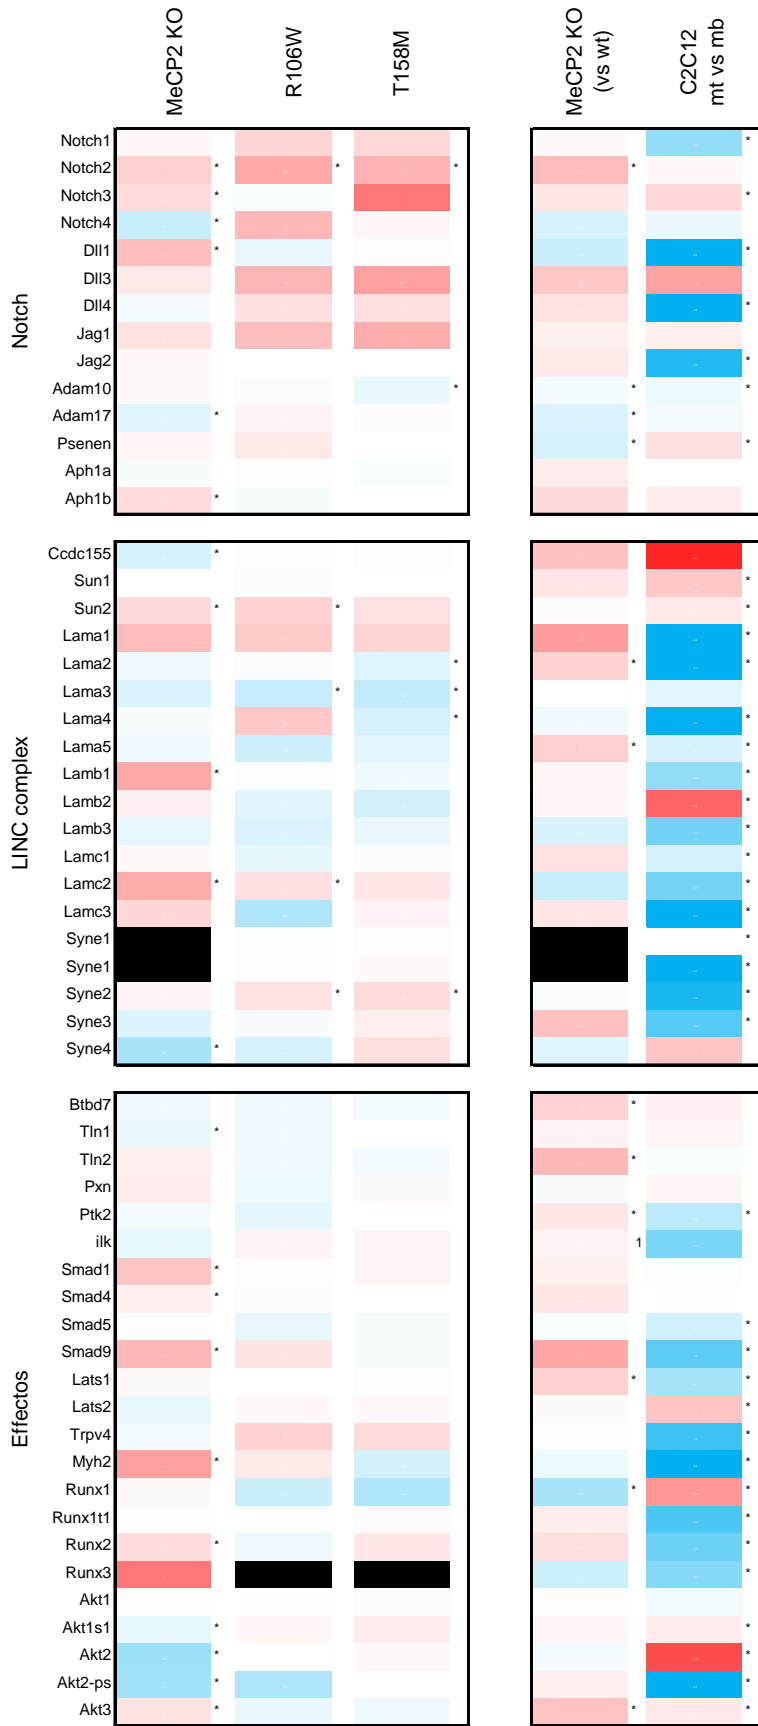 MeCP2 KO
R106W
T158M
MeCP2 KO
(vs wt)
C2C12
mt vs mb
Notch
Notch1 *
Notch2 * * * *
Notch3 * *
Notch4 *
Dll1 * *
Dll3
Dll4 *
Jag1
Jag2 *
Adam10 * * *
Adam17 * *
Psenen * *
Aph1a
Aph1b *
LINC complex
Ccdc155 *
Sun1 *
Sun2 * * *
Lama1 *
Lama2 * * *
Lama3 * *
Lama4 * *
Lama5 * *
Lamb1 * *
Lamb2 *
Lamb3 *
Lamc1 *
Lamc2 * * *
Lamc3 *
Syne1 *
Syne1 *
Syne2 * * *
Syne3 *
Syne4 *
Effectos
Btbd7 *
Tln1 *
Tln2 *
Pxn
Ptk2 * *
ilk 1
Smad1 *
Smad4 *
Smad5 *
Smad9 * *
Lats1 * *
Lats2 *
Trpv4 *
Myh2 * *
Runx1 * *
Runx1t1 *
Runx2 * *
Runx3 *
Akt1
Akt1s1 * *
Akt2 * *
Akt2-ps * *
Akt3 * * *